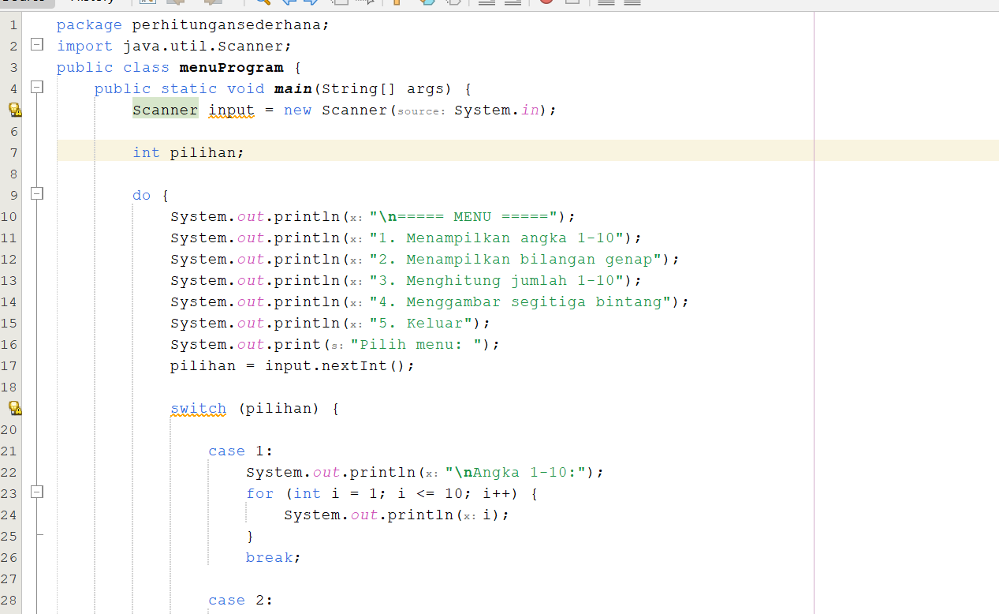 History
1 package perhitungansederhana;
2 import java.util.Scanner;
3 public class menuProgram {
4 public static void main(String[] args) {
Scanner input = new Scanner(source: System.in);
6
7 int pilihan;
8
9 do {
10 System.out.println(x: "\n===== MENU =====");
11 System.out.println(x: "1. Menampilkan angka 1-10");
12 System.out.println(x: "2. Menampilkan bilangan genap");
13 System.out.println(x: "3. Menghitung jumlah 1-10");
14 System.out.println(x: "4. Menggambar segitiga bintang");
15 System.out.println(x: "5. Keluar");
16 System.out.print(s: "Pilih menu: ");
17 pilihan = input.nextInt();
18
switch (pilihan) {
20
21 case 1:
22 System.out.println(x: "\nAngka 1-10:");
23 for (int i = 1; i <= 10; i++) {
24 System.out.println(x: i);
25 }
26 break;
27
28 case 2: